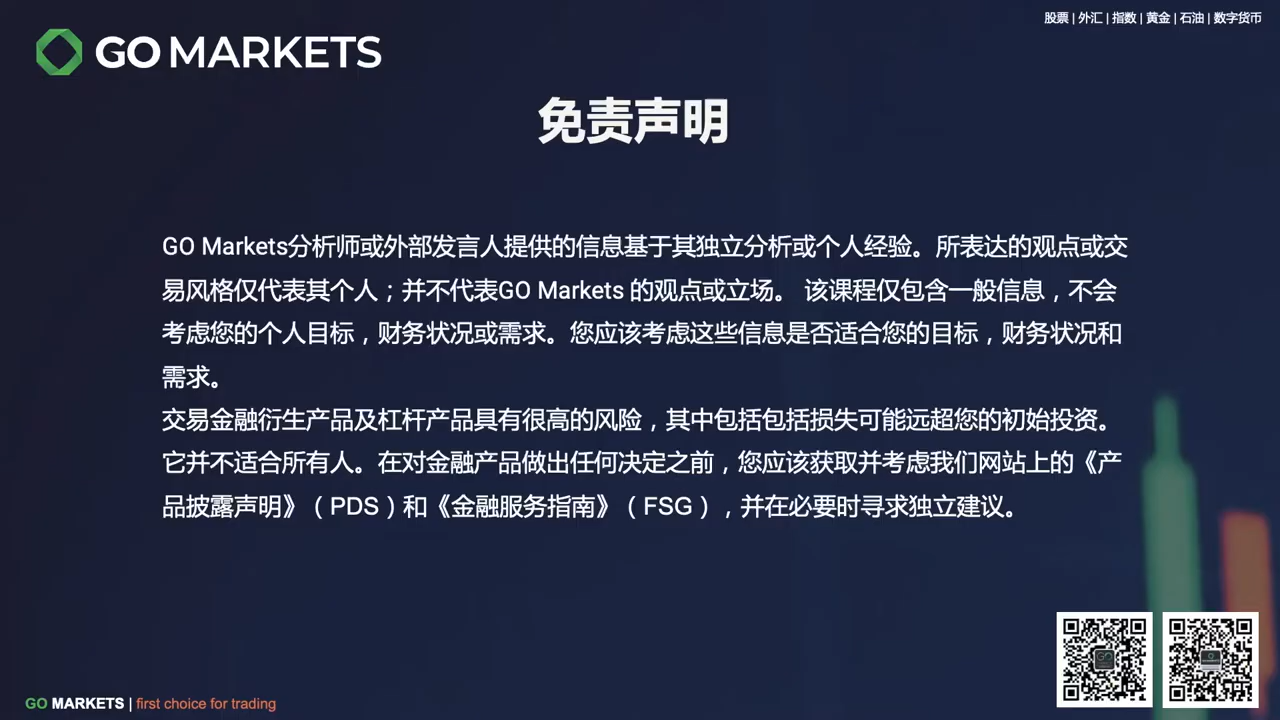 股票 | 外汇 | 指数 | 黄金 | 石油 | 数字货币
GO MARKETS
免责声明
GO Markets分析师或外部发言人提供的信息基于其独立分析或个人经验。所表达的观点或交
易风格仅代表其个人；并不代表GO Markets 的观点或立场。 该课程仅包含一般信息，不会
考虑您的个人目标，财务状况或需求。您应该考虑这些信息是否适合您的目标，财务状况和
需求。
交易金融衍生产品及杠杆产品具有很高的风险，其中包括包括损失可能远超您的初始投资。
它并不适合所有人。在对金融产品做出任何决定之前，您应该获取并考虑我们网站上的《产
品披露声明》（PDS）和《金融服务指南》（FSG），并在必要时寻求独立建议。
GO MARKETS | first choice for trading